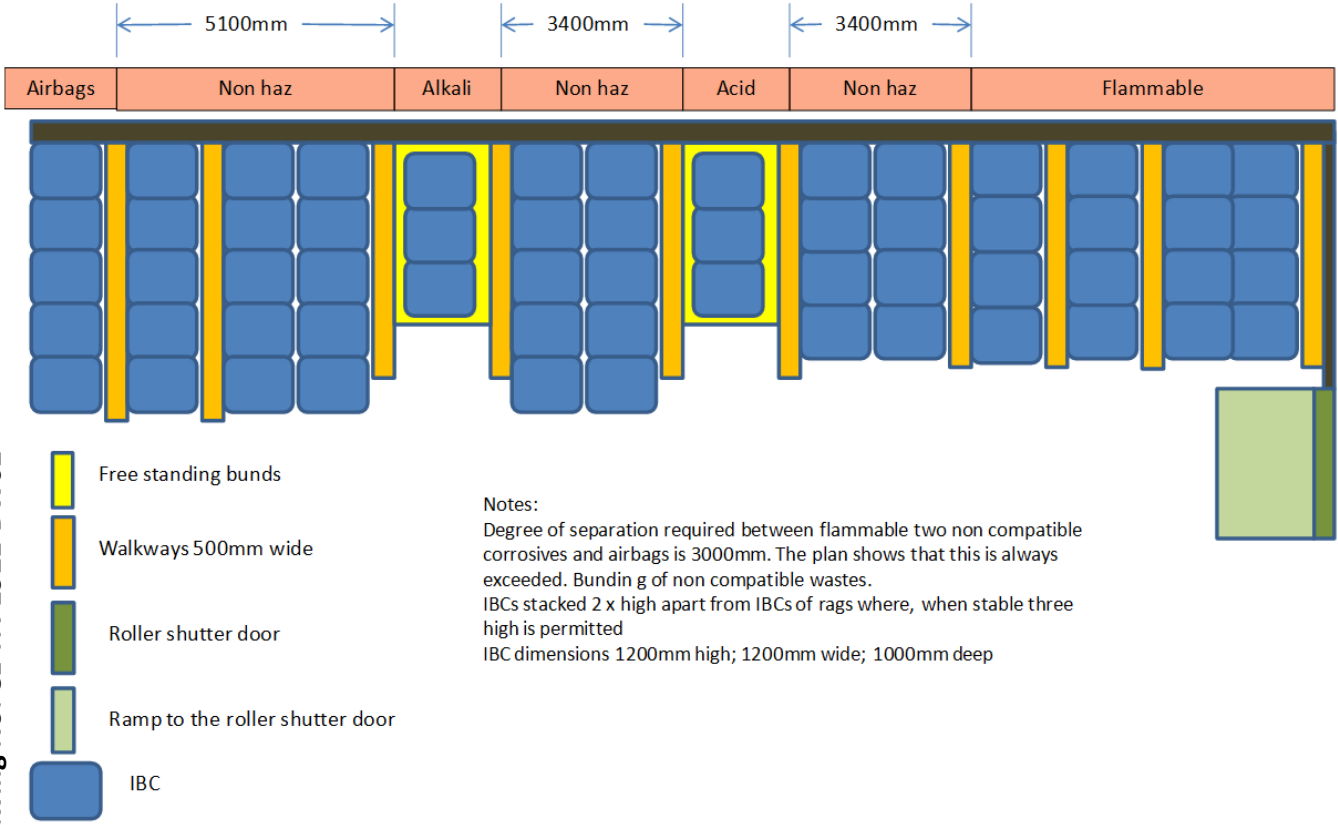 5100mm
3400mm
3400mm
Airbags
Non haz
Alkali
Non haz
Acid
Non haz
Flammable
Free standing bunds
Walkways 500mm wide
Roller shutter door
Ramp to the roller shutter door
IBC
Notes:
Degree of separation required between flammable two non compatible
corrosives and airbags is 3000mm. The plan shows that this is always
exceeded. Bundin g of non compatible wastes.
IBCs stacked 2 x high apart from IBCs of rags where, when stable three
high is permitted
IBC dimensions 1200mm high; 1200mm wide; 1000mm deep